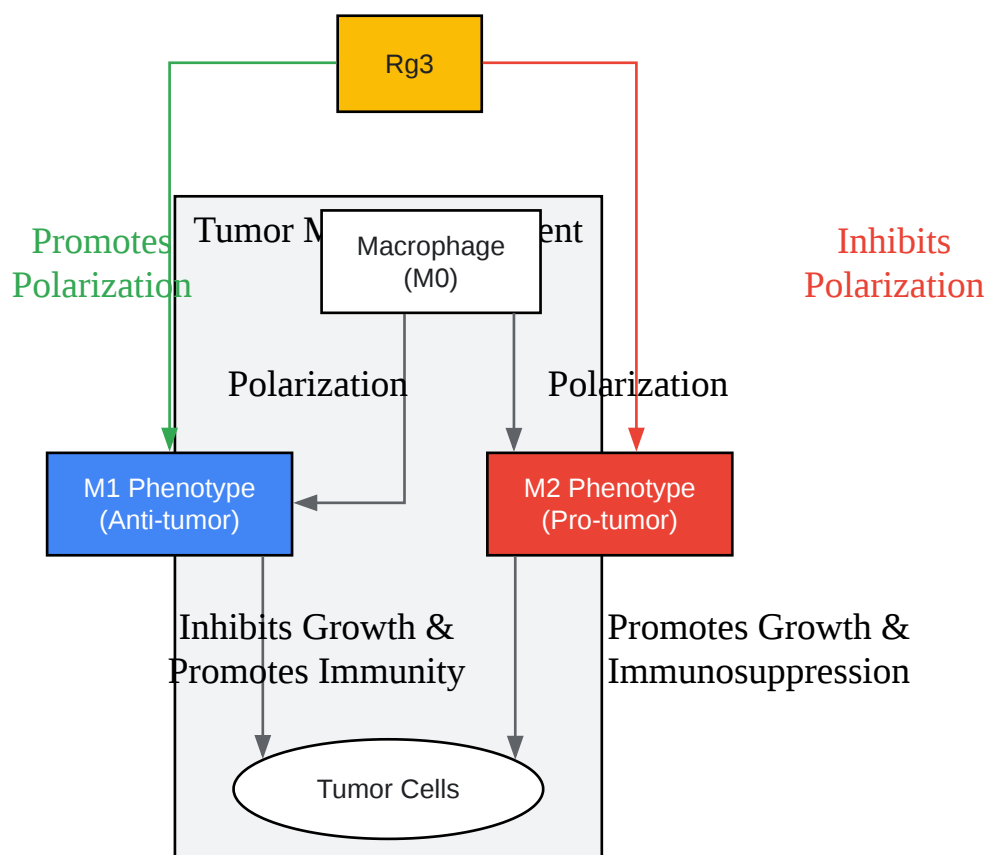 Rg3
Promotes
Polarization
Tumor M
ent
Macrophage
(M0)
Inhibits
Polarization
Polarization
Polarization
M1 Phenotype
(Anti-tumor)
M2 Phenotype
(Pro-tumor)
Inhibits Growth &
Promotes Immunity
Promotes Growth &
Immunosuppression
Tumor Cells